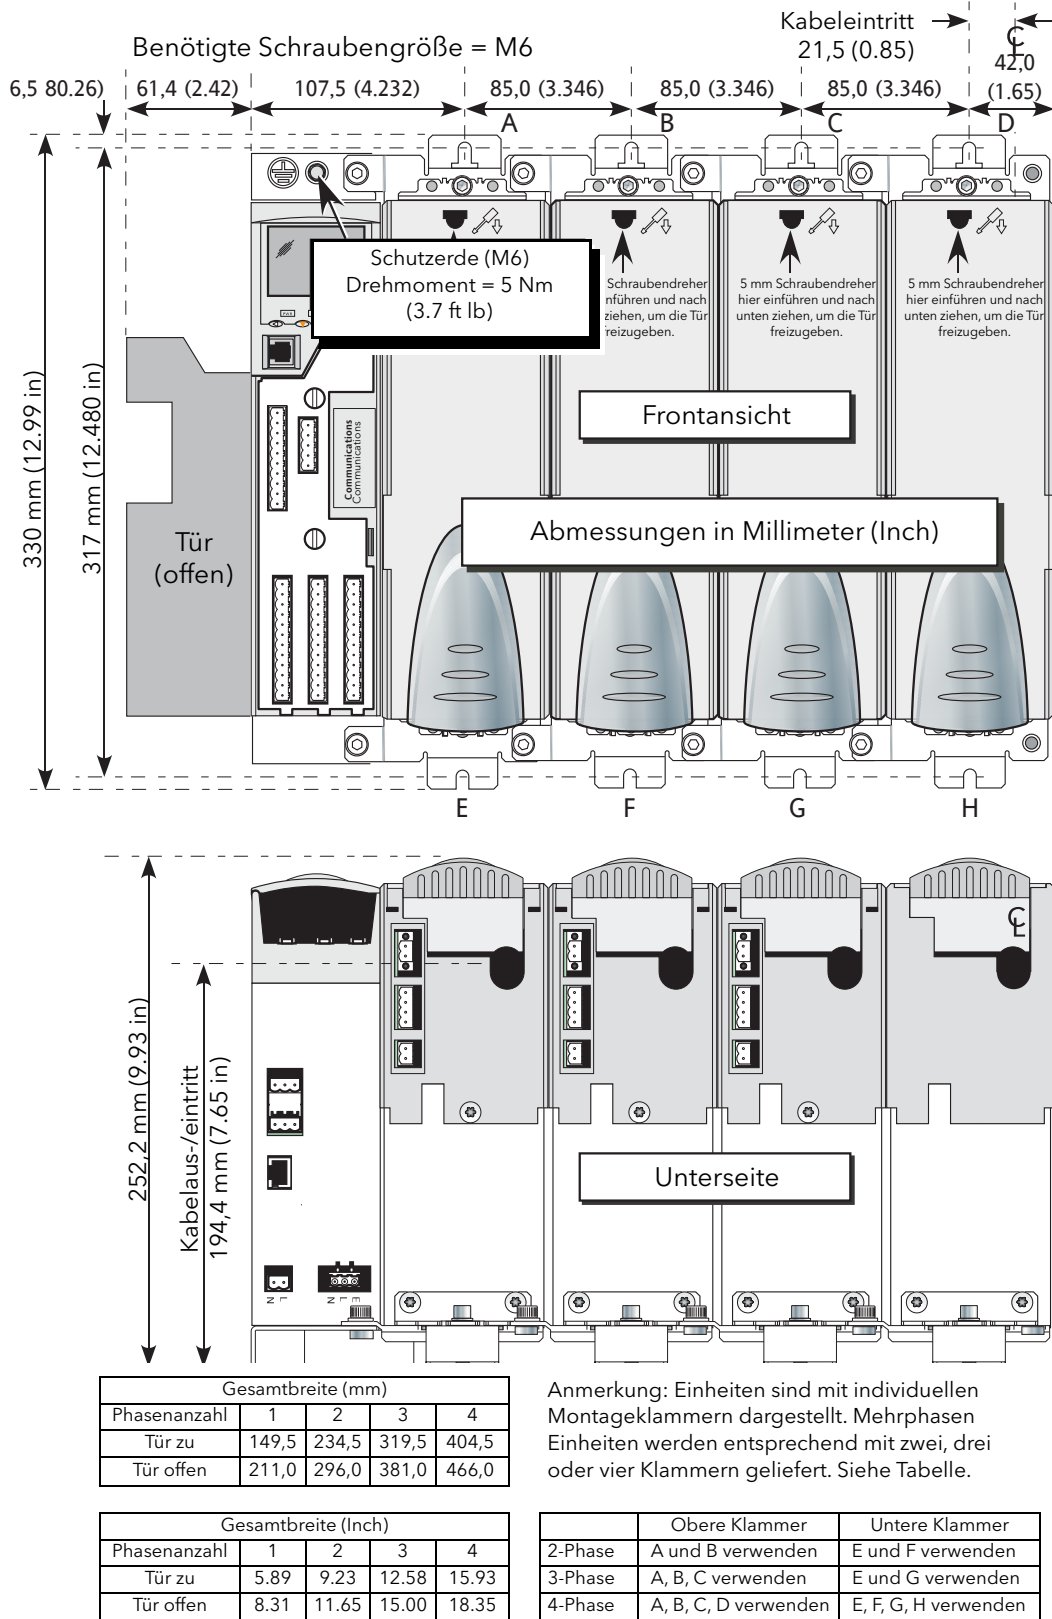 Kabeleintritt
21,5 (0.85)
Benötigte Schraubengröße = M6
6,5 80.26)
61,4 (2.42)
107,5 (4.232)
85,0 (3.346)
85,0 (3.346)
85,0 (3.346)
42,0
(1.65)
A
B
C
D
Schutzerde (M6)
Drehmoment = 5 Nm
(3.7 ft lb)
Schraubendreher
nführen und nach
ziehen, um die Tür
reizugeben.
5 mm Schraubendreher
hier einführen und nach
unten ziehen, um die Tür
freizugeben.
5 mm Schraubendreher
hier einführen und nach
unten ziehen, um die Tür
freizugeben.
330 mm (12.99 in)
317 mm (12.480 in)
Frontansicht
Communications
Communications
Abmessungen in Millimeter (Inch)
Tür
(offen)
E
F
G
H
252,2 mm (9.93 in)
Kabelaus-/eintritt
194,4 mm (7.65 in)
Unterseite
N L
N L E
Gesamtbreite (mm)
Phasenanzahl 1 2 3 4
Tür zu 149,5 234,5 319,5 404,5
Tür offen 211,0 296,0 381,0 466,0
Anmerkung: Einheiten sind mit individuellen
Montageklammern dargestellt. Mehrphasen
Einheiten werden entsprechend mit zwei, drei
oder vier Klammern geliefert. Siehe Tabelle.
Gesamtbreite (Inch)
Phasenanzahl 1 2 3 4
Tür zu 5.89 9.23 12.58 15.93
Tür offen 8.31 11.65 15.00 18.35
Obere Klammer Untere Klammer
2-Phase A und B verwenden E und F verwenden
3-Phase A, B, C verwenden E und G verwenden
4-Phase A, B, C, D verwenden E, F, G, H verwenden